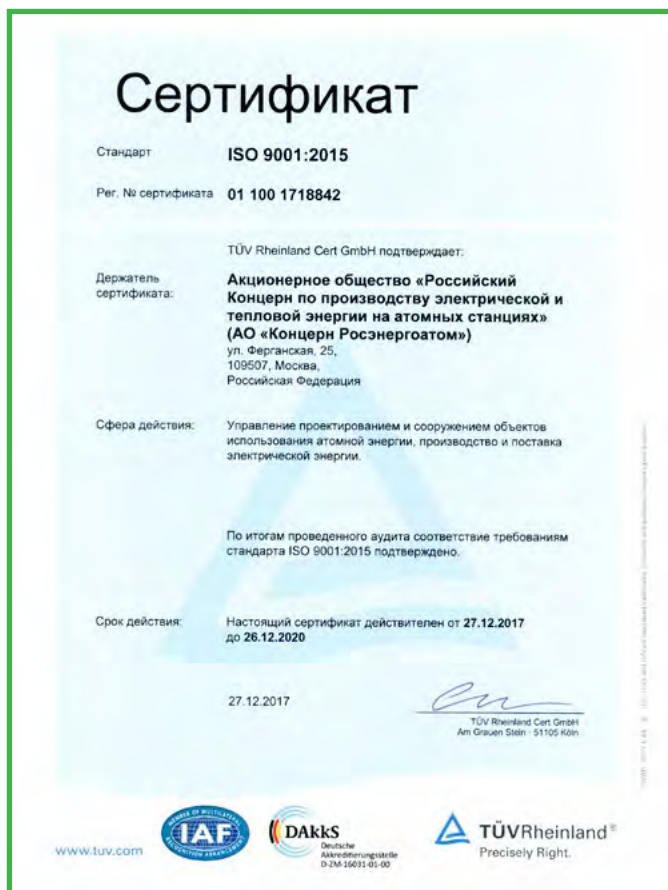 Сертификат
Стандарт
ISO 9001:2015
Рег. № сертификата
01 100 1718842
TÜV Rheinland Cert GmbH подтверждает:
Держатель
сертификата:
Акционерное общество «Российский
Концерн по производству электрической и
тепловой энергии на атомных станциях»
(АО «Концерн Росэнергоатом»)
ул. Ферганская, 25,
109507, Москва,
Российская Федерация
Сфера действия:
Управление проектированием и сооружением объектов
использования атомной энергии, производство и поставка
электрической энергии.
По итогам проведенного аудита соответствие требованиям
стандарта ISO 9001:2015 подтверждено.
Срок действия:
Настоящий сертификат действителен от 27.12.2017
до 26.12.2020
27.12.2017
TÜV Rheinland Cert GmbH
Am Grauen Stein · 51105 Köln
www.tuv.com
MEMBER OF MULTILATERAL
IAF
RECOGNITION ARRANGEMENT
DAkkS
Deutsche
Akkreditierungsstelle
D-ZM-16031-01-00
TÜVRheinland®
Precisely Right.